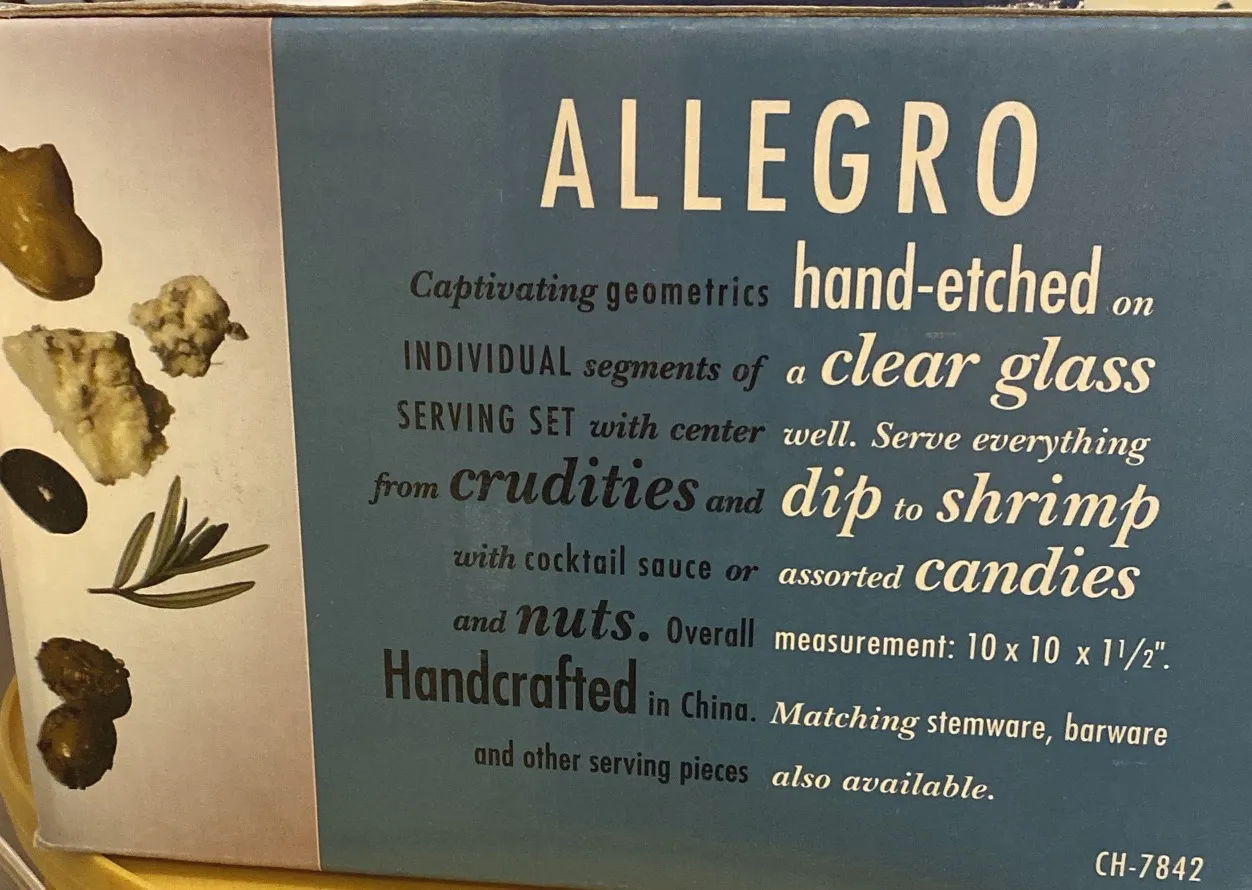 ALLEGRO
Captivating geometrics hand-etched on
INDIVIDUAL segments of a clear glass
SERVING SET with center well. Serve everything
from crudities and dip to shrimp
with cocktail sauce or assorted candies
and nuts. Overall measurement: 10 x 10 x 1 1/2".
Handcrafted in China. Matching stemware, barware
and other serving pieces also available.
CH-7842